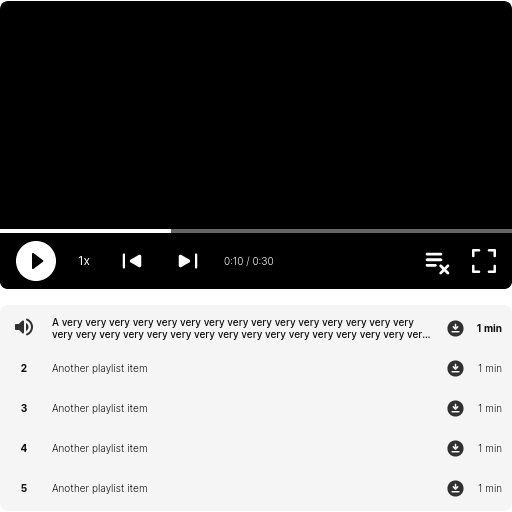 1x
0:10 / 0:30
A very very very very very very very very very very very very very very very
very very very very very very very very very very very very very very very ver...
1 min
2 Another playlist item 1 min
3 Another playlist item 1 min
4 Another playlist item 1 min
5 Another playlist item 1 min